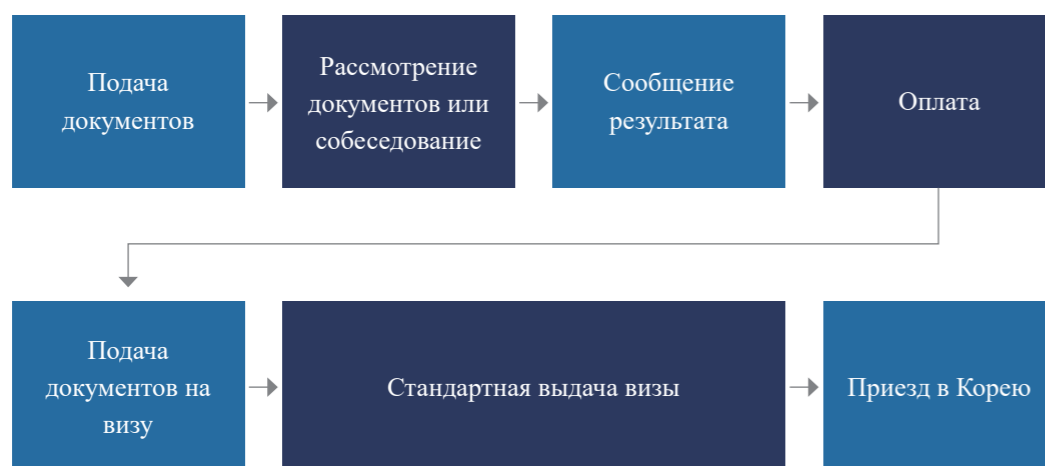 Подача
документов
Рассмотрение
документов или
собеседование
Сообщение
результата
Оплата
Подача
документов на
визу
Стандартная выдача визы
Приезд в Корею